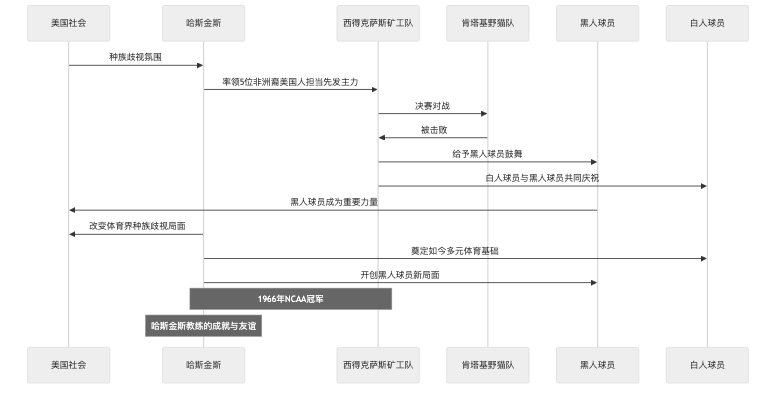 美国社会
哈斯金斯
西得克萨斯矿工队
肯塔基野猫队
黑人球员
白人球员
种族歧视氛围
率领5位非洲裔美国人担当先发主力
决赛对战
被击败
给予黑人球员鼓舞
白人球员与黑人球员共同庆祝
黑人球员成为重要力量
改变体育界种族歧视局面
奠定如今多元体育基础
开创黑人球员新局面
1966年NCAA冠军
哈斯金斯教练的成就与友谊
美国社会
哈斯金斯
西得克萨斯矿工队
肯塔基野猫队
黑人球员
白人球员